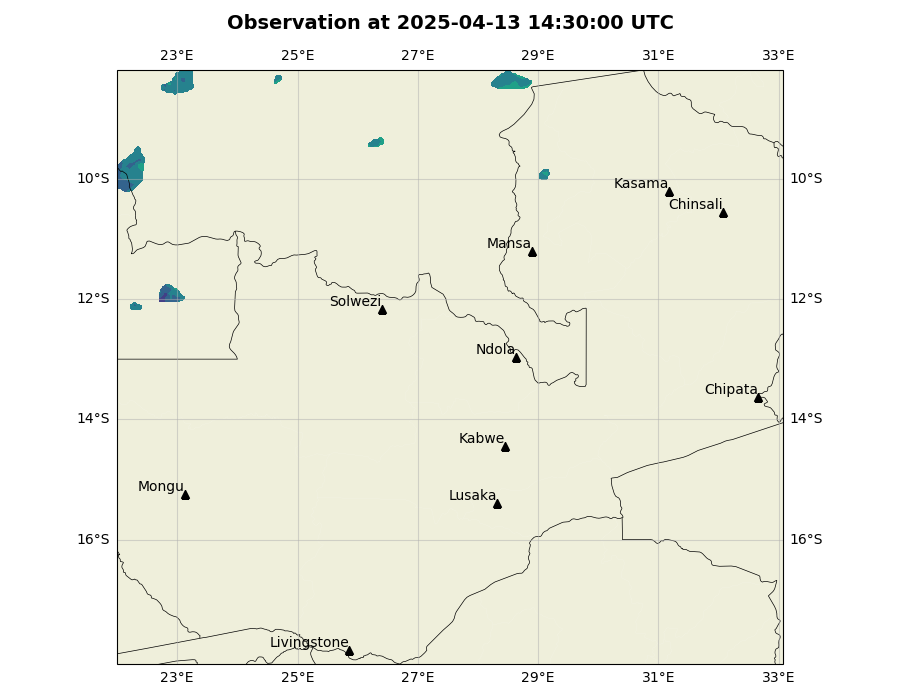 Observation at 2025-04-13 14:30:00 UTC
23°E 25°E 27°E 29°E 31°E 33°E
10°S 10°S
Kasama
Chinsali
Mansa
12°S 12°S
Solwezi
Ndola
Chipata
14°S 14°S
Kabwe
Mongu
Lusaka
16°S 16°S
Livingstone
23°E 25°E 27°E 29°E 31°E 33°E